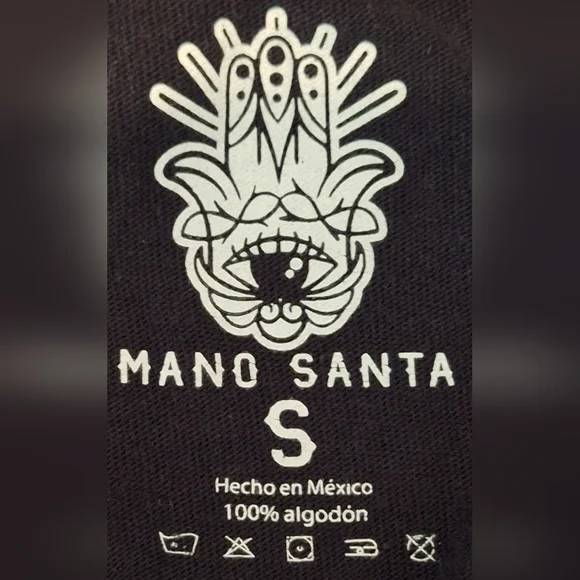 MANO SANTA
S
Hecho en México
100% algodón